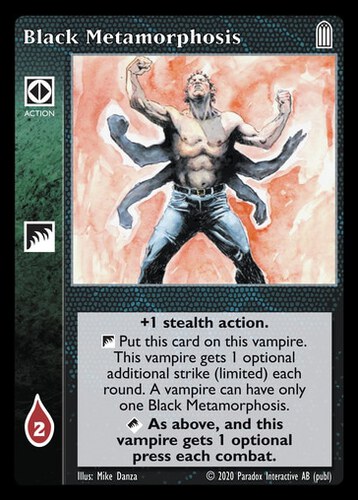 Black Metamorphosis
ACTION
+1 stealth action.
Put this card on this vampire.
This vampire gets 1 optional
additional strike (limited) each
round. A vampire can have only
one Black Metamorphosis.
As above, and this
vampire gets 1 optional
press each combat.
2
Illus: Mike Danza © 2020 Paradox Interactive AB (publ)